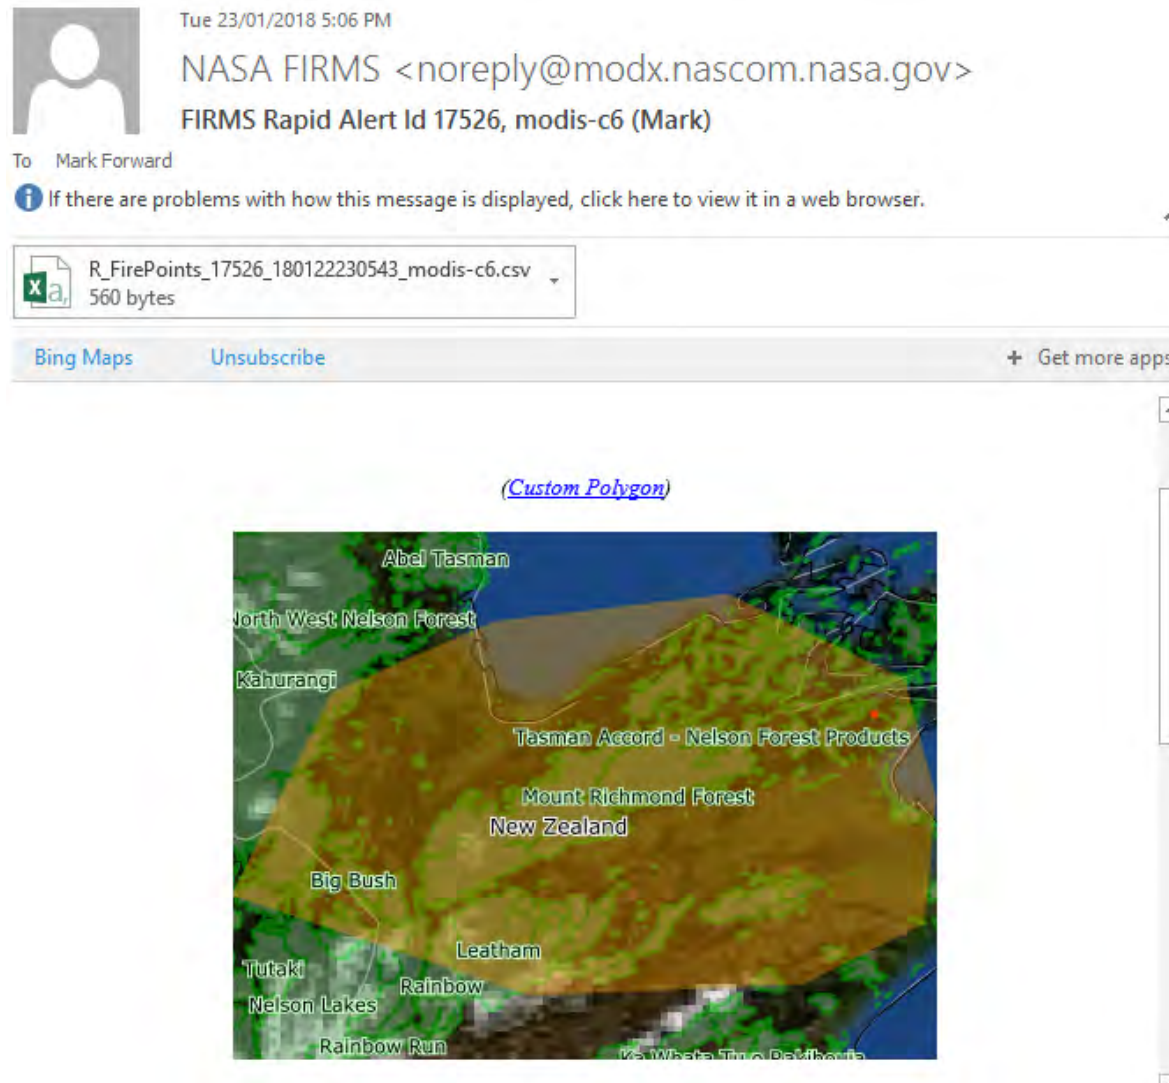 Tue 23/01/2018 5:06 PM
NASA FIRMS <noreply@modx.nascom.nasa.gov>
FIRMS Rapid Alert Id 17526, modis-c6 (Mark)
To Mark Forward
If there are problems with how this message is displayed, click here to view it in a web browser.
R_FirePoints_17526_180122230543_modis-c6.csv
560 bytes
Bing Maps Unsubscribe + Get more apps
(Custom Polygon)
Abel Tasman
North West Nelson Forest
Kahurangi
Tasman Accord - Nelson Forest Products
Mount Richmond Forest
New Zealand
Big Bush
Leatham
Tutaki
Rainbow
Nelson Lakes
Rainbow Run
Ka Whata Tu o Rakihouia